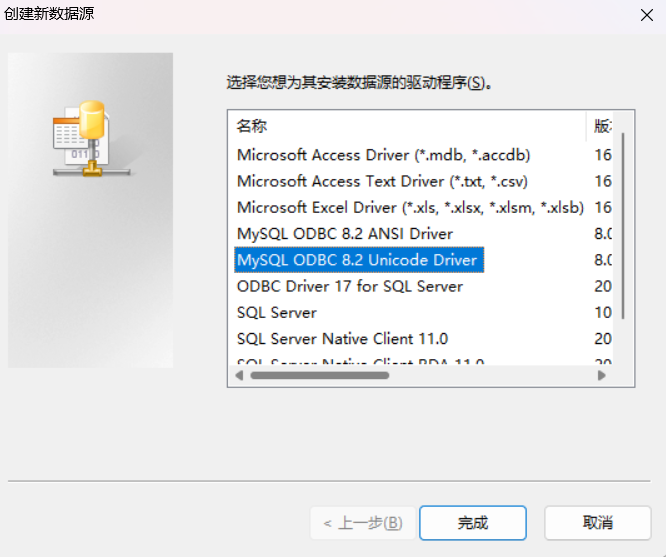 创建新数据源
选择您想为其安装数据源的驱动程序(S)。
名称
Microsoft Access Driver (*.mdb, *.accdb) 16
Microsoft Access Text Driver (*.txt, *.csv) 16
Microsoft Excel Driver (*.xls, *.xlsx, *.xlsm, *.xlsb) 16
MySQL ODBC 8.2 ANSI Driver 8.0
MySQL ODBC 8.2 Unicode Driver 8.0
ODBC Driver 17 for SQL Server 20
SQL Server 10
SQL Server Native Client 11.0 20
SQL Server Native Client RDA 11.0 20
< 上一步(B) 完成 取消